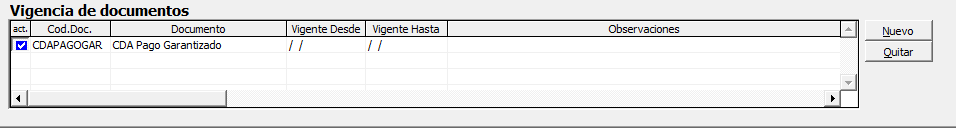 Vigencia de documentos
act. Cod.Doc. Documento Vigente Desde Vigente Hasta Observaciones
CDAPAGOGAR CDA Pago Garantizado / / / /
Nuevo
Quitar